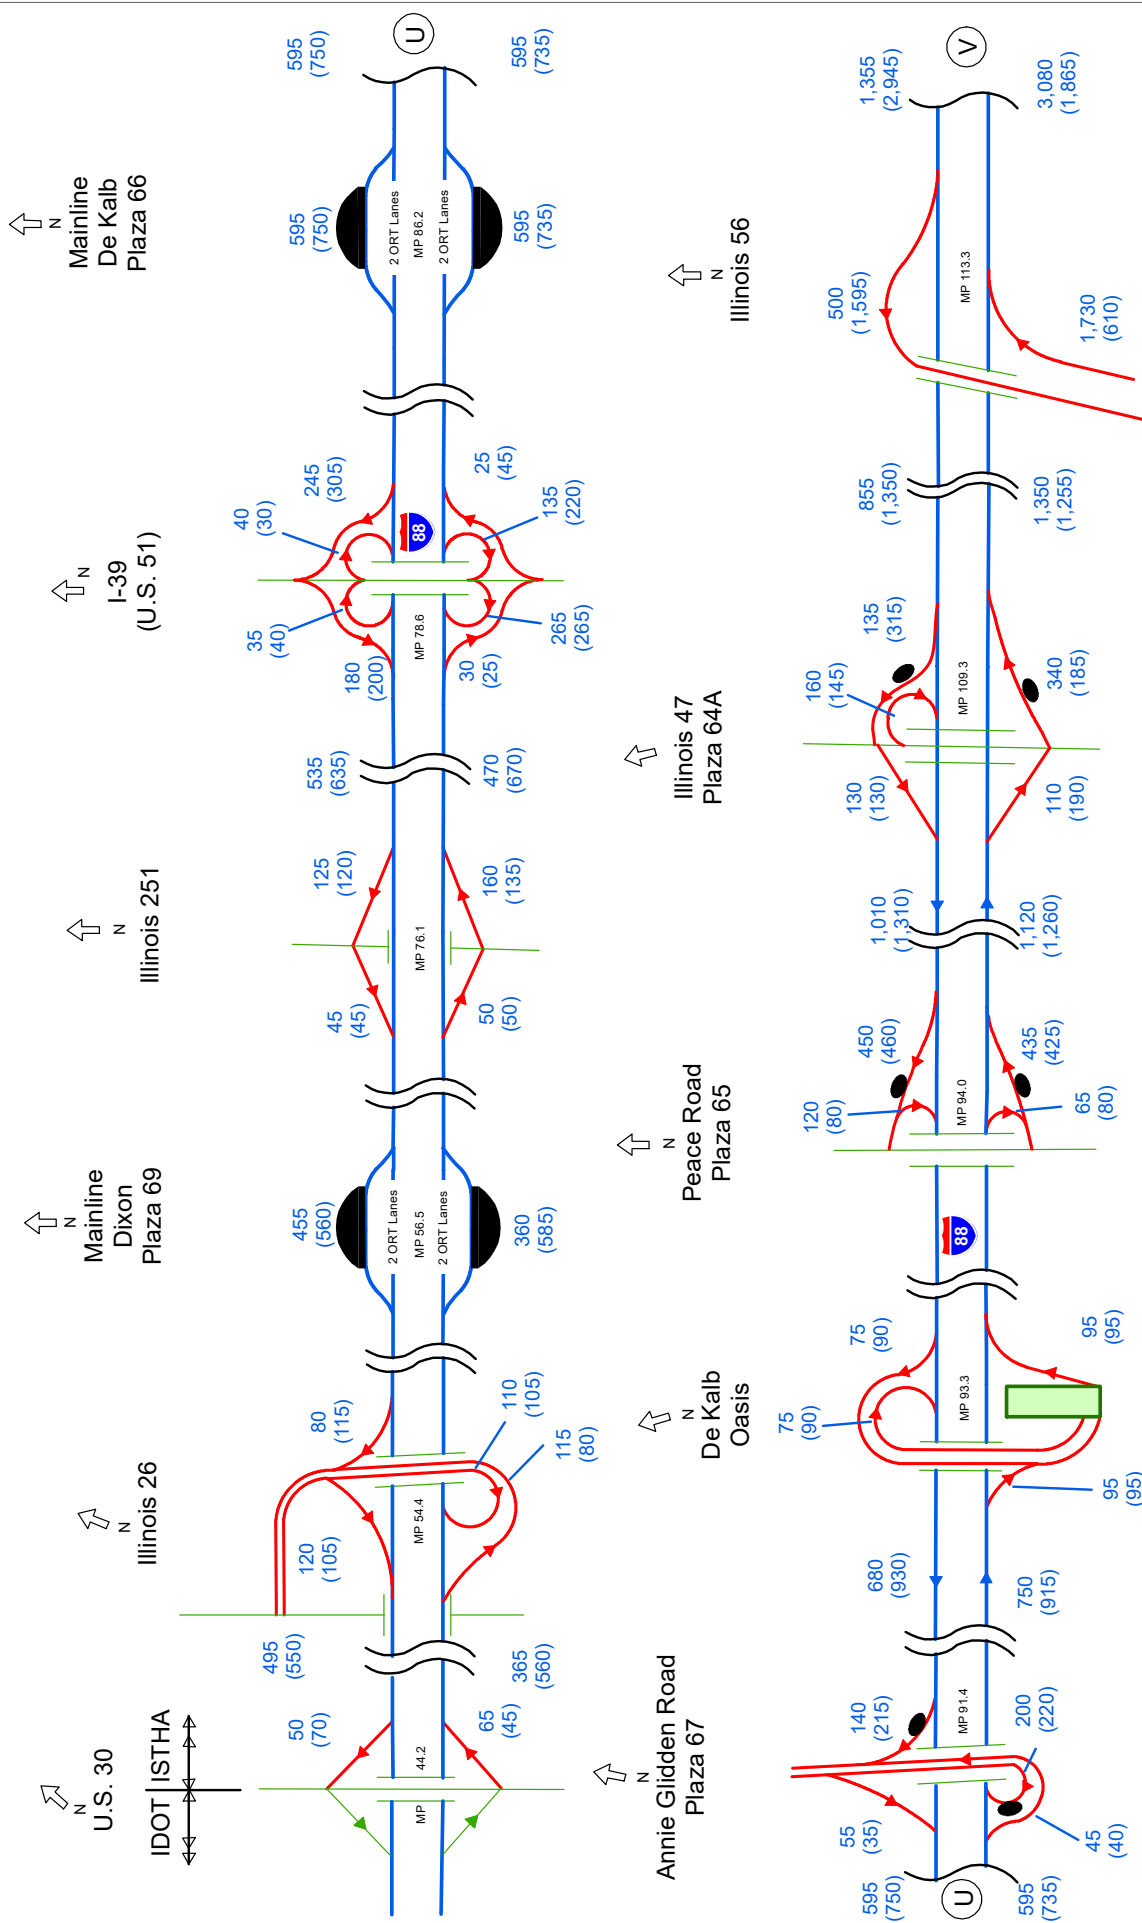 N
U.S. 30
IDOT
ISTHA
50
(70)
MP
44.2
65
(45)
495
(550)
365
(560)
N
Illinois 26
120
(105)
80
(115)
MP 54.4
110
(105)
115
(80)
N
Mainline
Dixon
Plaza 69
455
(560)
2 ORT Lanes
MP 56.5
2 ORT Lanes
360
(585)
N
Illinois 251
45
(45)
125
(120)
MP 76.1
50
(50)
160
(135)
535
(635)
470
(670)
N
I-39
(U.S. 51)
35
(40)
40
(30)
180
(200)
245
(305)
MP 78.6
88
30
(25)
25
(45)
265
(265)
135
(220)
N
Mainline
De Kalb
Plaza 66
595
(750)
2 ORT Lanes
MP 86.2
2 ORT Lanes
595
(735)
595
(750)
U
595
(735)
N
Annie Glidden Road
Plaza 67
595
(750)
U
595
(735)
55
(35)
140
(215)
MP 91.4
45
(40)
200
(220)
680
(930)
750
(915)
N
De Kalb
Oasis
75
(90)
75
(90)
MP 93.3
95
(95)
95
(95)
88
N
Peace Road
Plaza 65
120
(80)
450
(460)
MP 94.0
65
(80)
435
(425)
1,010
(1,310)
1,120
(1,260)
N
Illinois 47
Plaza 64A
130
(130)
160
(145)
135
(315)
MP 109.3
110
(190)
340
(185)
855
(1,350)
1,350
(1,255)
N
Illinois 56
500
(1,595)
MP 113.3
1,730
(610)
1,355
(2,945)
V
3,080
(1,865)